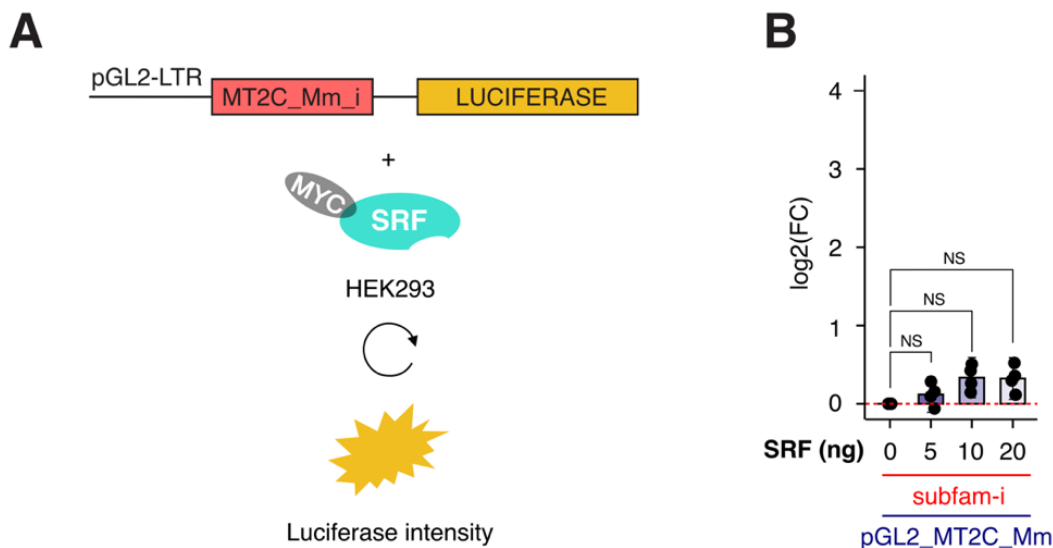 A
pGL2-LTR
MT2C_Mm_i
LUCIFERASE
+
MYC
SRF
HEK293
Luciferase intensity
B
log2(FC)
4
3
2
1
0
NS
NS
NS
SRF (ng) 0 5 10 20
subfam-i
pGL2_MT2C_Mm